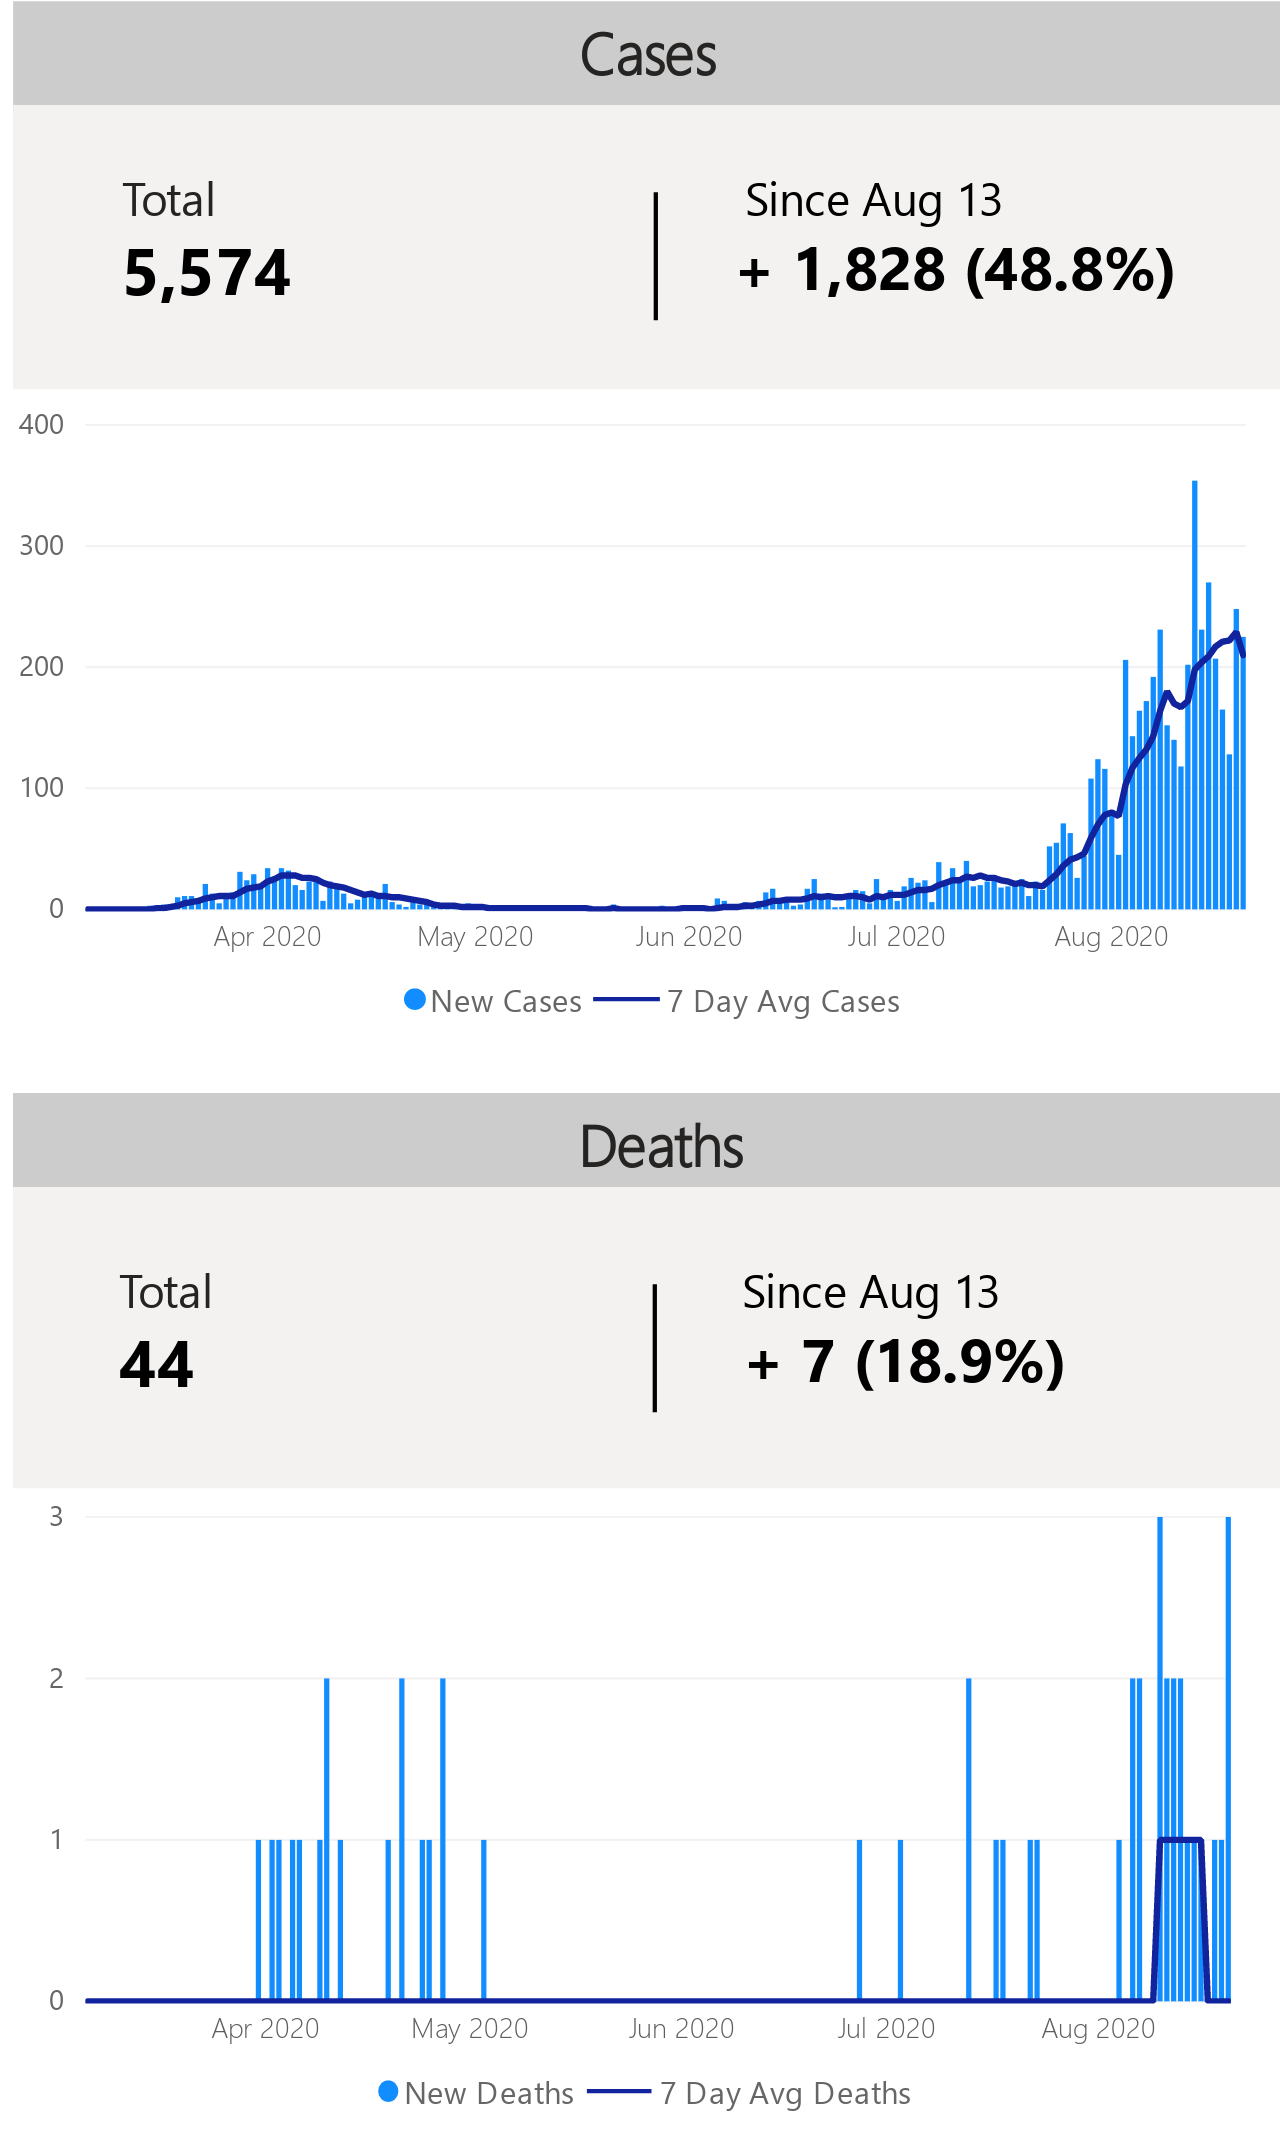 Cases
Total
Since Aug 13
5,574
+ 1,828 (48.8%)
400
300
200
100
0
Apr 2020 May 2020 Jun 2020 Jul 2020 Aug 2020
New Cases 7 Day Avg Cases
Deaths
Total
Since Aug 13
44
+ 7 (18.9%)
3
2
1
0
Apr 2020 May 2020 Jun 2020 Jul 2020 Aug 2020
New Deaths 7 Day Avg Deaths